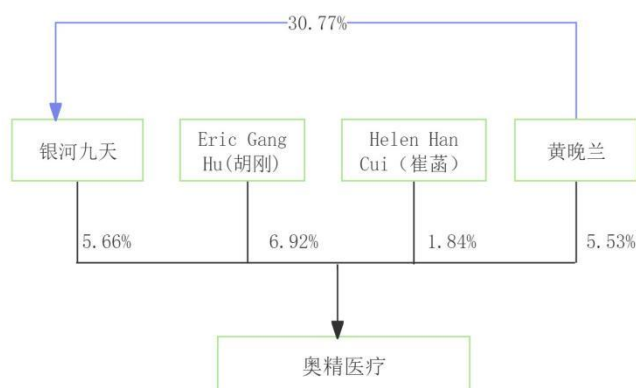 30.77%
银河九天
Eric Gang
Hu(胡刚)
Helen Han
Cui（崔菡）
黄晚兰
5.66%
6.92%
1.84%
5.53%
奥精医疗